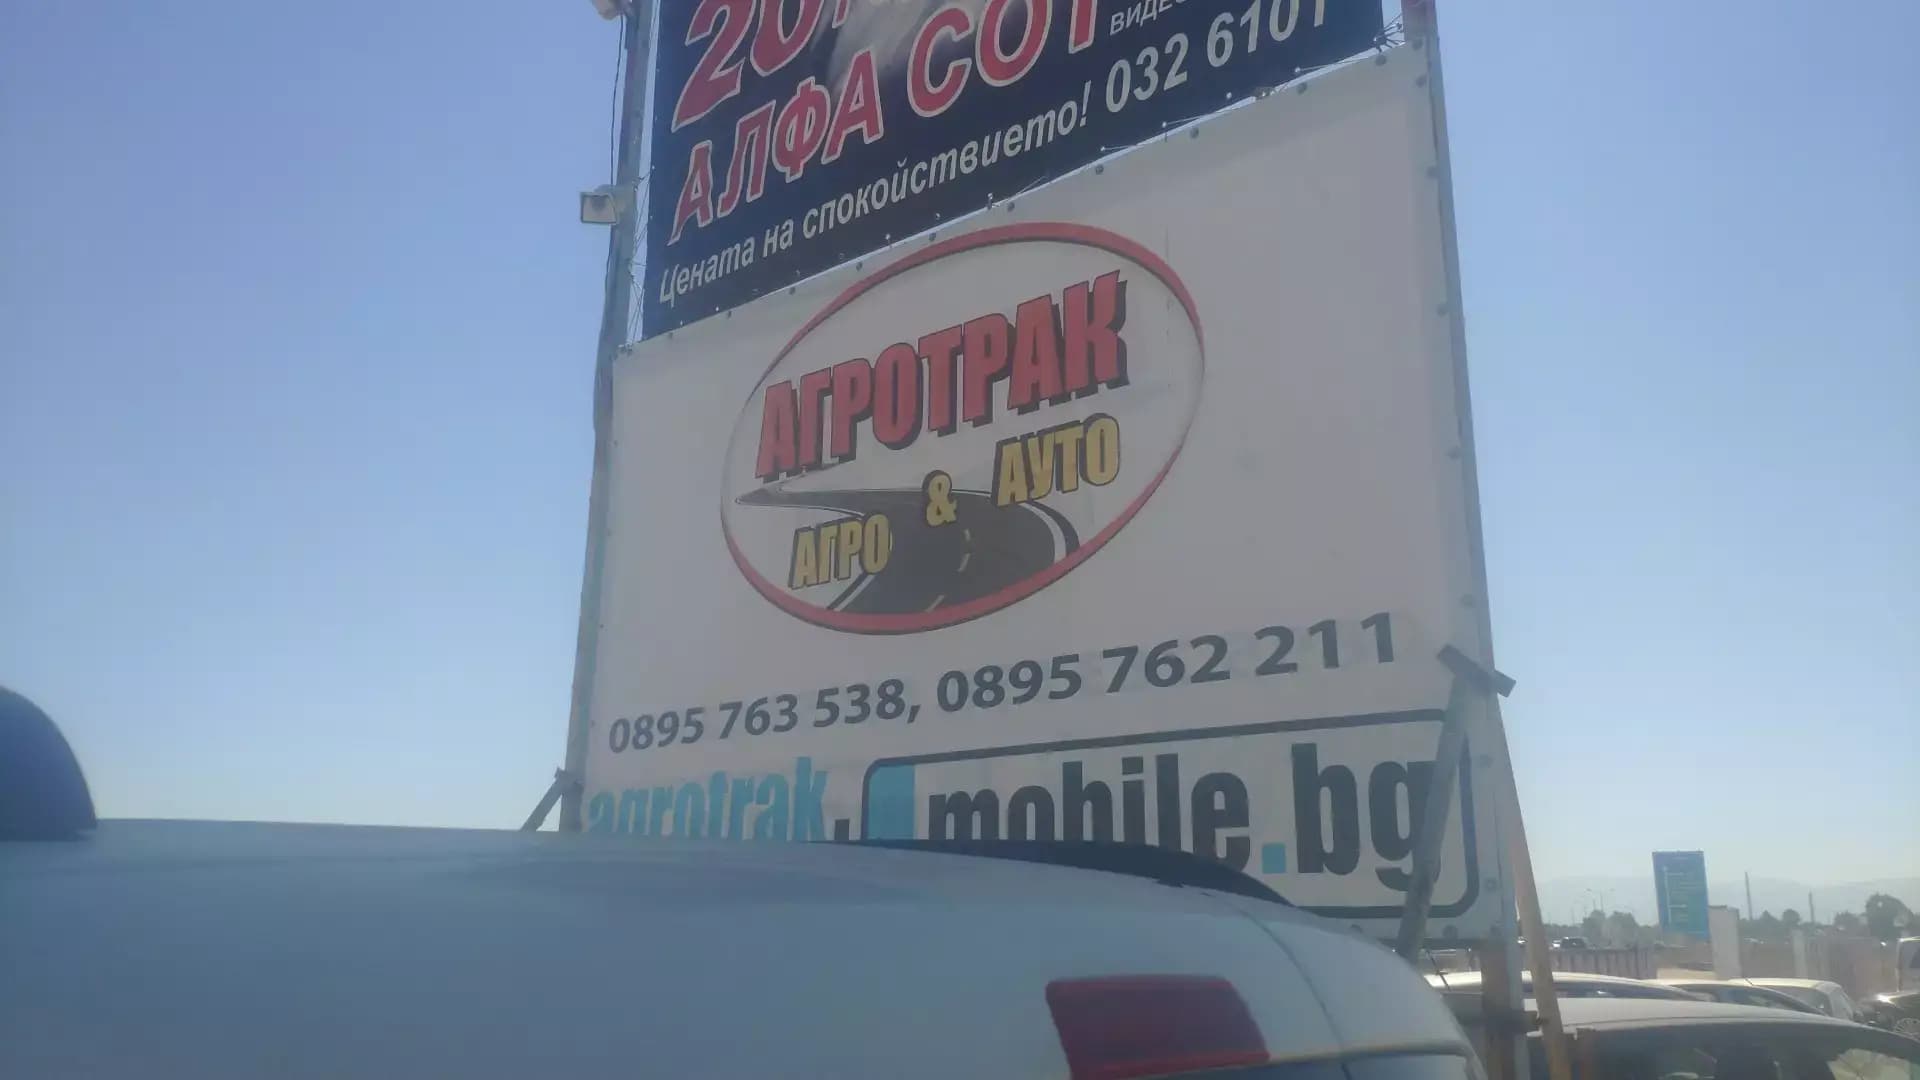 АЛФА СОТ
Цената на спокойствието! 032 6101
АГРОТРАК
АГРО & АУТО
0895 763 538, 0895 762 211
agrotrak. mobile.bg